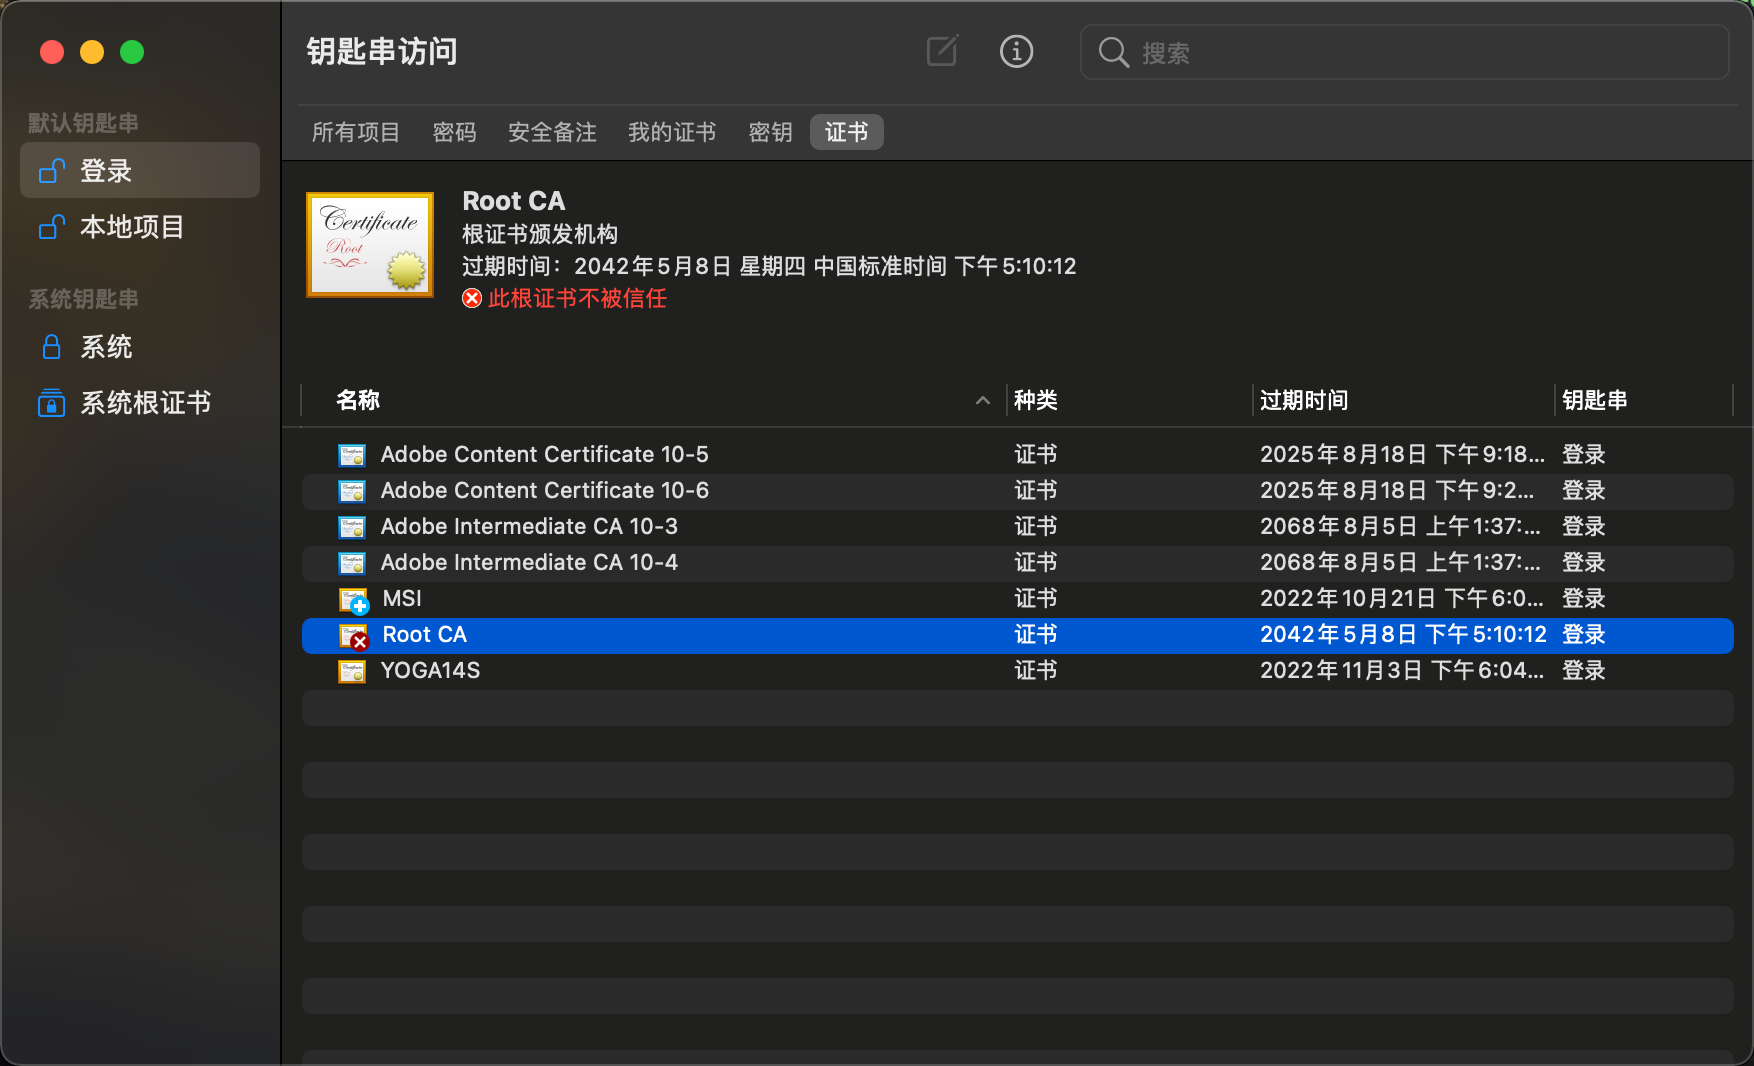 钥匙串访问
搜索
默认钥匙串
登录
本地项目
系统钥匙串
系统
系统根证书
所有项目 密码 安全备注 我的证书 密钥 证书
Certificate
Root
Root CA
根证书颁发机构
过期时间：2042年5月8日 星期四 中国标准时间 下午5:10:12
此根证书不被信任
名称 种类 过期时间 钥匙串
Adobe Content Certificate 10-5 证书 2025年8月18日 下午9:18... 登录
Adobe Content Certificate 10-6 证书 2025年8月18日 下午9:2... 登录
Adobe Intermediate CA 10-3 证书 2068年8月5日 上午1:37:... 登录
Adobe Intermediate CA 10-4 证书 2068年8月5日 上午1:37:... 登录
MSI 证书 2022年10月21日 下午6:0... 登录
Root CA 证书 2042年5月8日 下午5:10:12 登录
YOGA14S 证书 2022年11月3日 下午6:04... 登录